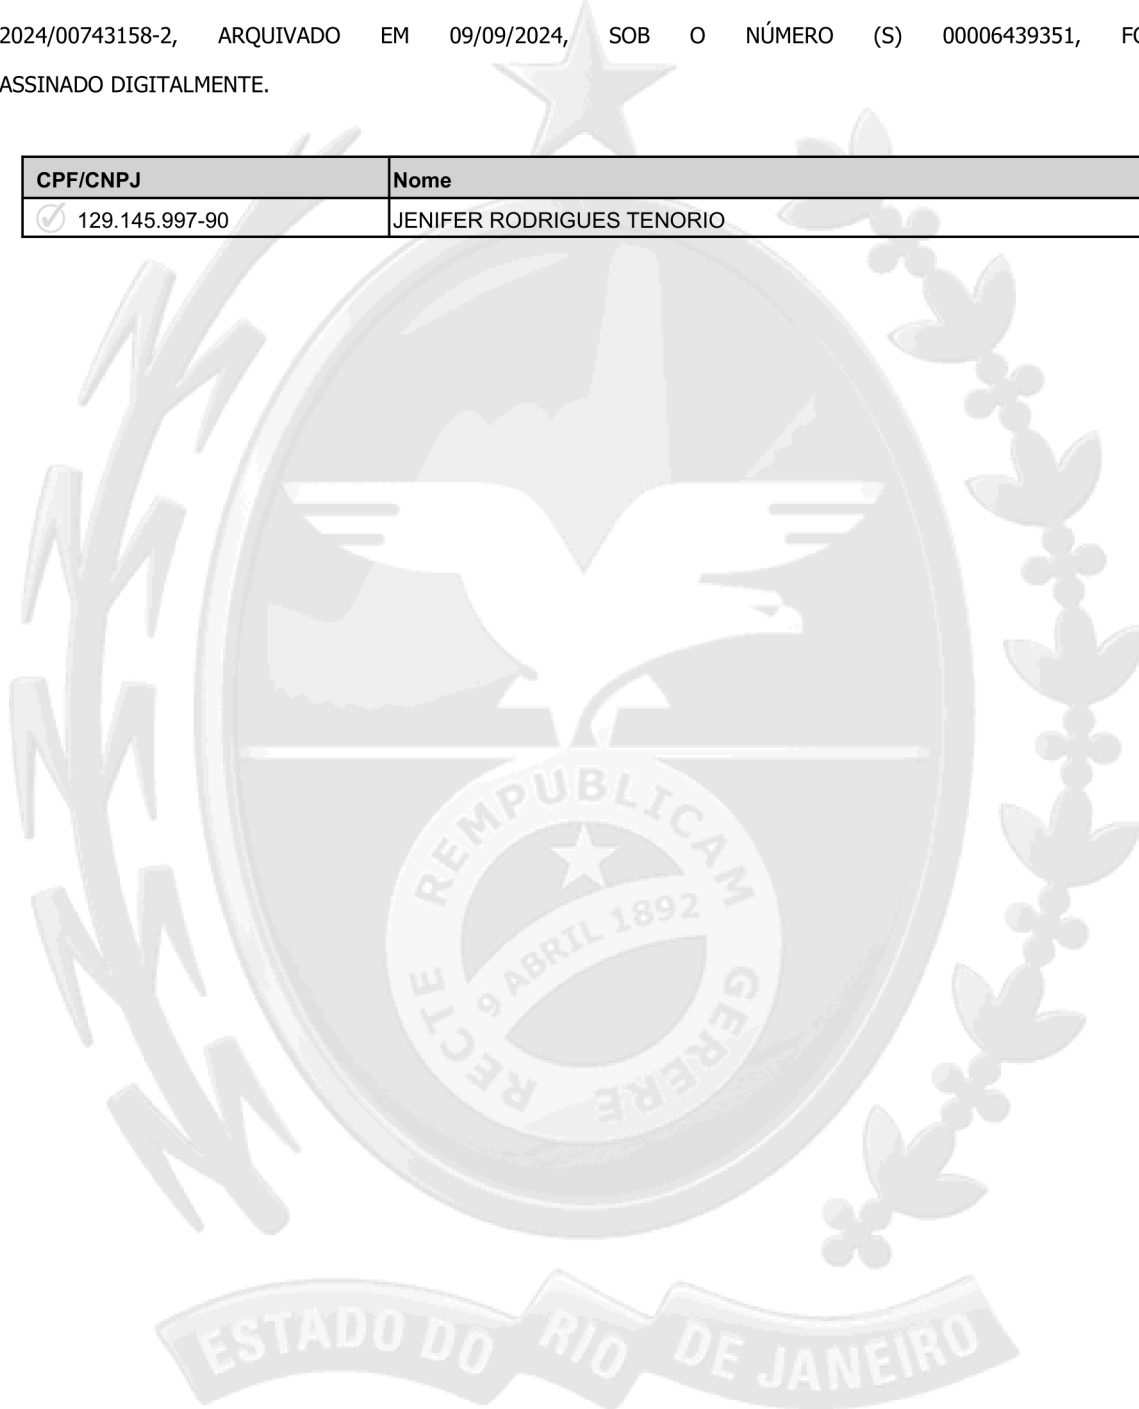 2024/00743158-2, ARQUIVADO EM 09/09/2024, SOB O NÚMERO (S) 00006439351, FO
ASSINADO DIGITALMENTE.
CPF/CNPJ Nome
129.145.997-90 JENIFER RODRIGUES TENORIO
REMPUBLICAM
9 ABRIL 1892
RECTE GERERE
ESTADO DO RIO DE JANEIRO